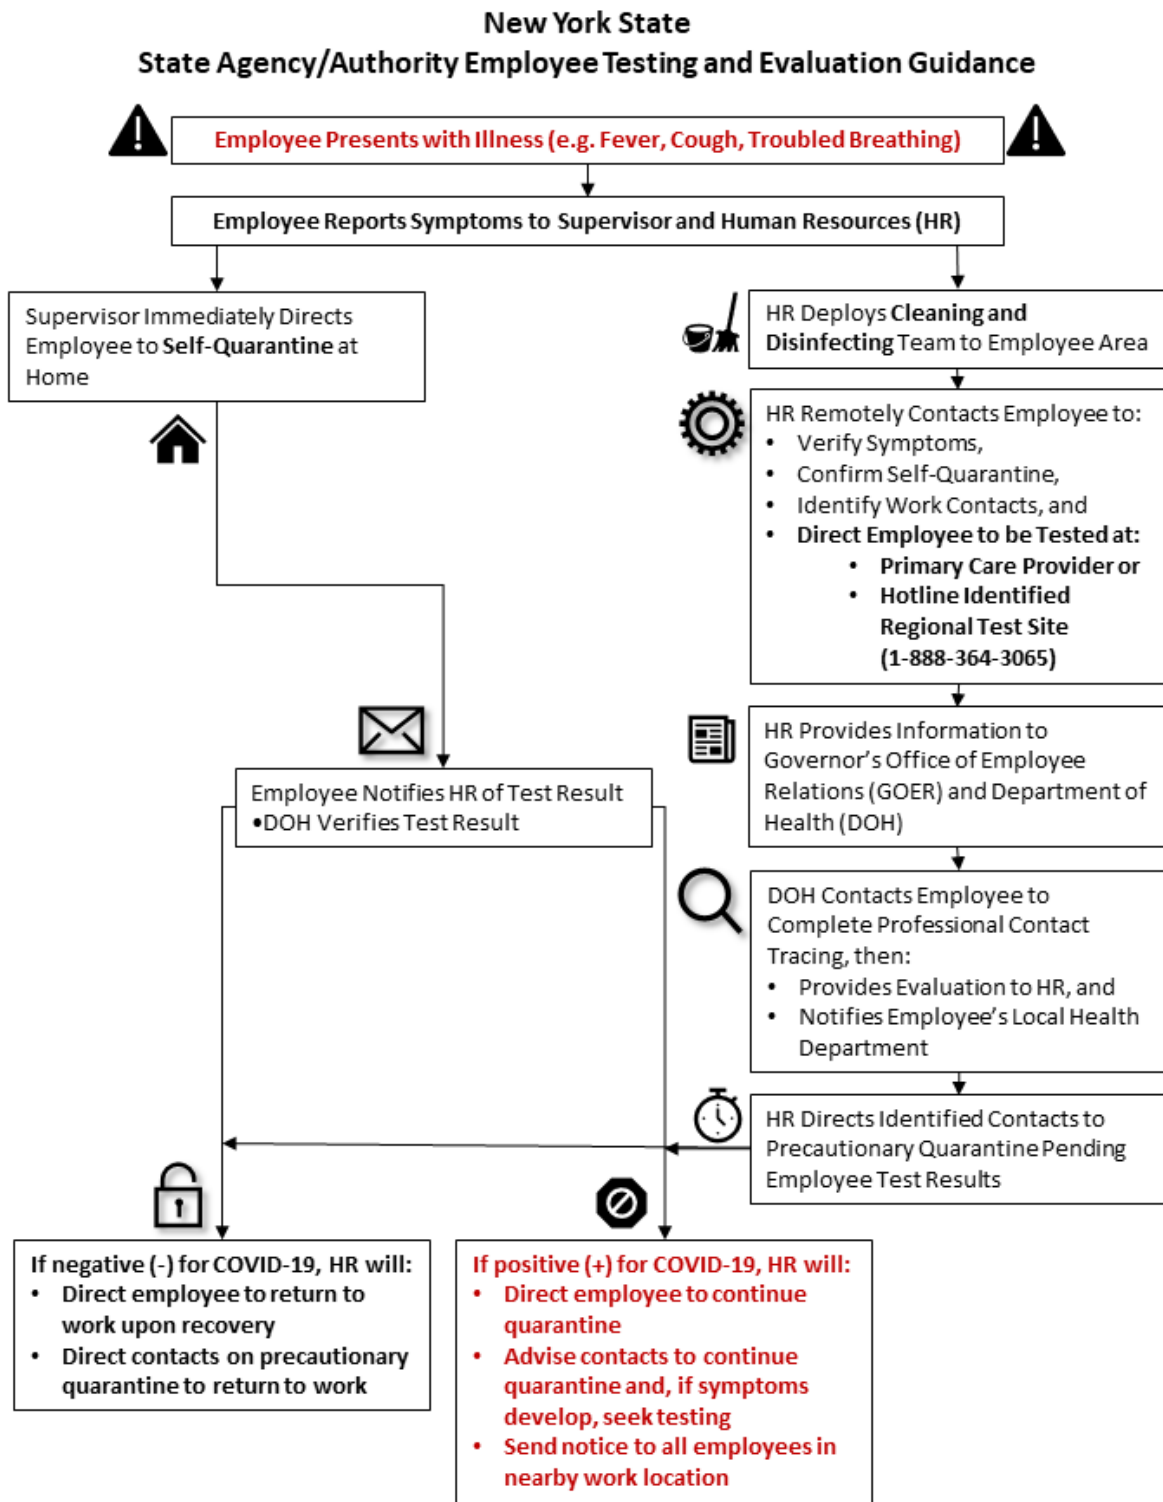 New York State
State Agency/Authority Employee Testing and Evaluation Guidance
Employee Presents with Illness (e.g. Fever, Cough, Troubled Breathing)
Employee Reports Symptoms to Supervisor and Human Resources (HR)
Supervisor Immediately Directs
Employee to Self-Quarantine at
Home
HR Deploys Cleaning and
Disinfecting Team to Employee Area
HR Remotely Contacts Employee to:
• Verify Symptoms,
• Confirm Self-Quarantine,
• Identify Work Contacts, and
• Direct Employee to be Tested at:
• Primary Care Provider or
• Hotline Identified
Regional Test Site
(1-888-364-3065)
HR Provides Information to
Governor's Office of Employee
Relations (GOER) and Department of
Health (DOH)
Employee Notifies HR of Test Result
•DOH Verifies Test Result
DOH Contacts Employee to
Complete Professional Contact
Tracing, then:
• Provides Evaluation to HR, and
• Notifies Employee's Local Health
Department
HR Directs Identified Contacts to
Precautionary Quarantine Pending
Employee Test Results
If negative (-) for COVID-19, HR will:
• Direct employee to return to
work upon recovery
• Direct contacts on precautionary
quarantine to return to work
If positive (+) for COVID-19, HR will:
• Direct employee to continue
quarantine
• Advise contacts to continue
quarantine and, if symptoms
develop, seek testing
• Send notice to all employees in
nearby work location